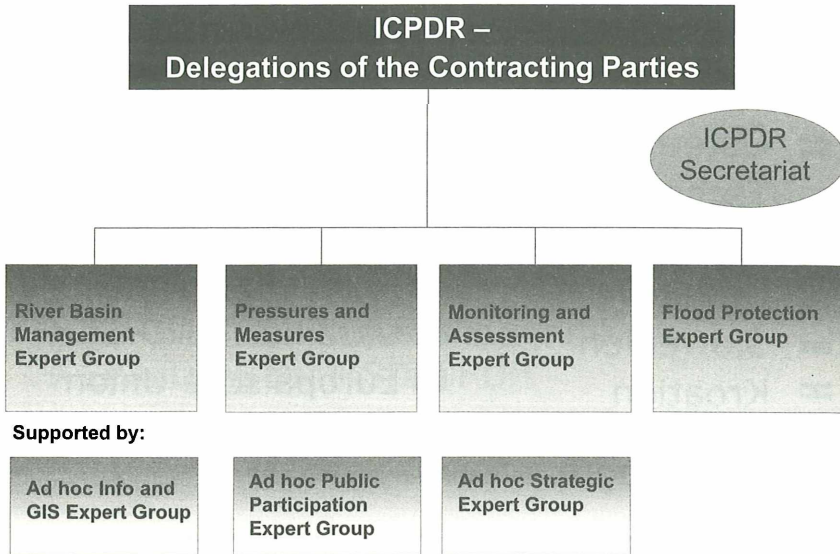 ICPDR –
Delegations of the Contracting Parties
ICPDR
Secretariat
River Basin
Management
Expert Group
Pressures and
Measures
Expert Group
Monitoring and
Assessment
Expert Group
Flood Protection
Expert Group
Supported by:
Ad hoc Info and
GIS Expert Group
Ad hoc Public
Participation
Expert Group
Ad hoc Strategic
Expert Group